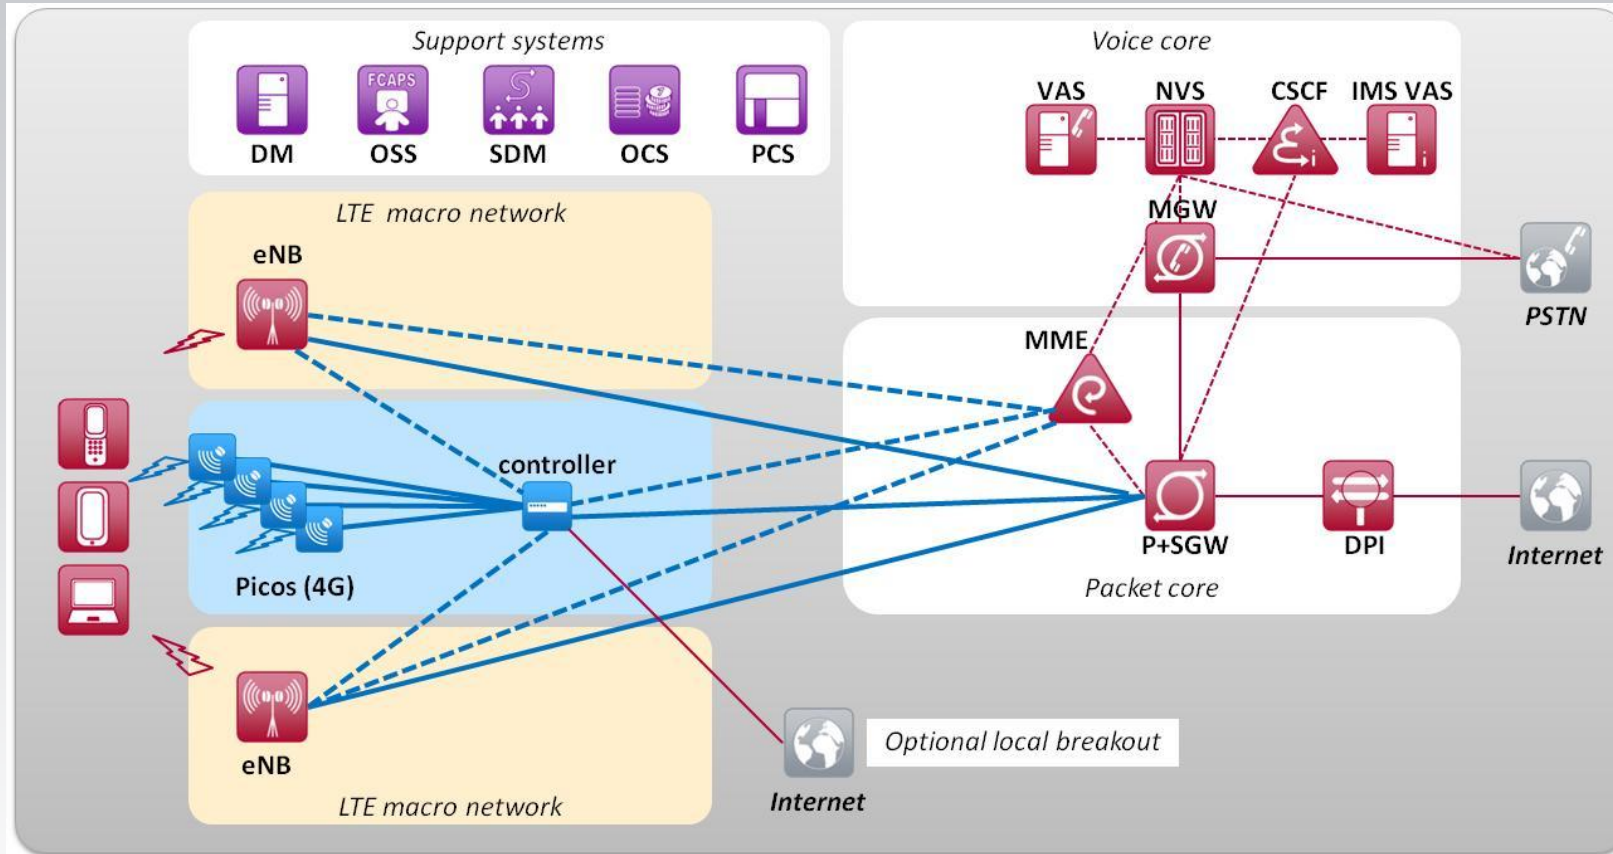 Support systems
FCAPS
DM
OSS
SDM
OCS
PCS
Voice core
VAS
NVS
CSCF
IMS VAS
i
i
MGW
PSTN
LTE macro network
eNB
MME
controller
Picos (4G)
P+SGW
DPI
Internet
Packet core
eNB
LTE macro network
Optional local breakout
Internet